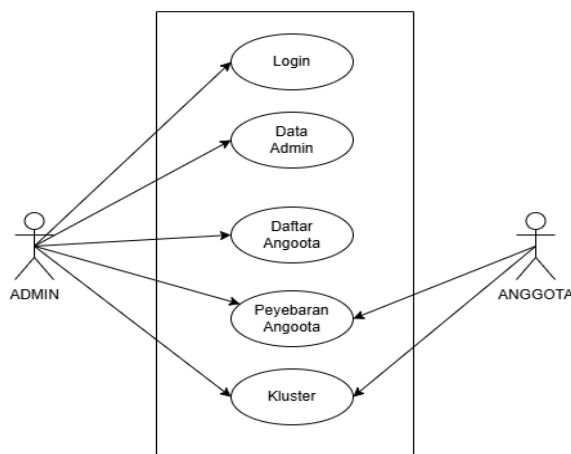 Login
Data
Admin
Daftar
Angoota
ADMIN
ANGGOTA
Peyebaran
Angoota
Kluster